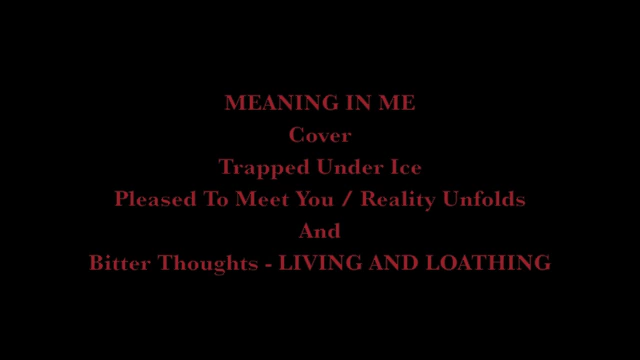 MEANING IN ME
Cover
Trapped Under Ice
Pleased To Meet You / Reality Unfolds
And
Bitter Thoughts - LIVING AND LOATHING